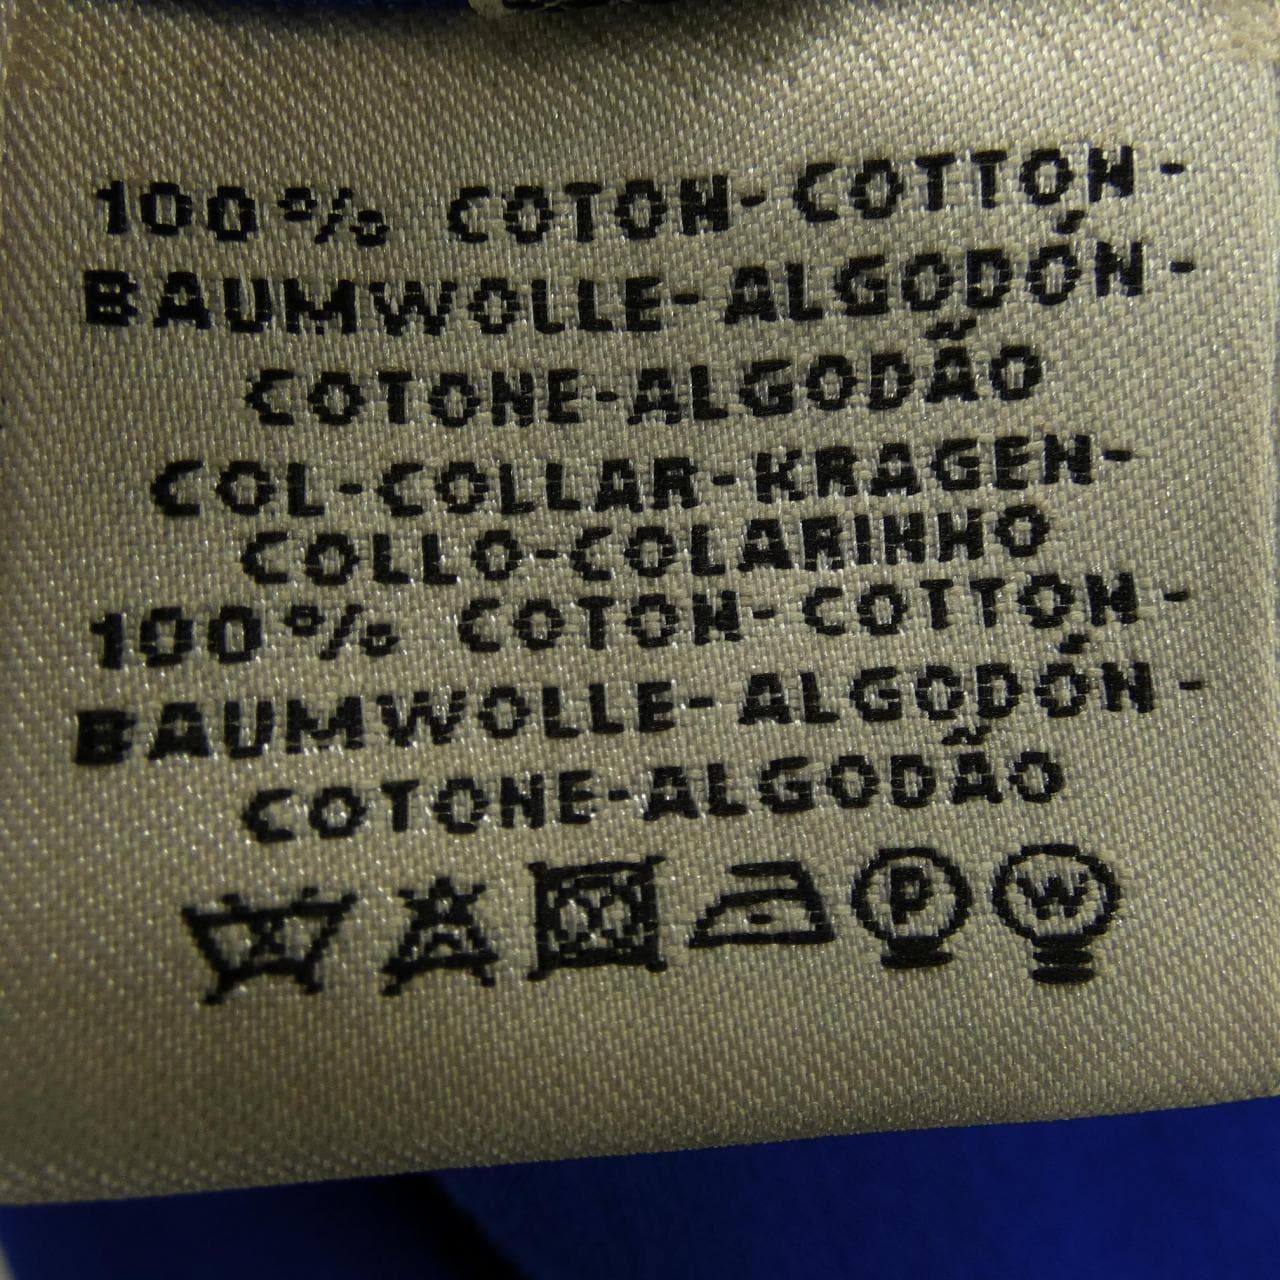 100% COTON-COTTON-
BAUMWOLLE-ALGODÓN-
COTONE-ALGODÃO
COL-COLLAR-KRAGEN-
COLLO-COLARINHO
100% COTON-COTTON-
BAUMWOLLE-ALGODÓN-
COTONE-ALGODÃO
P W